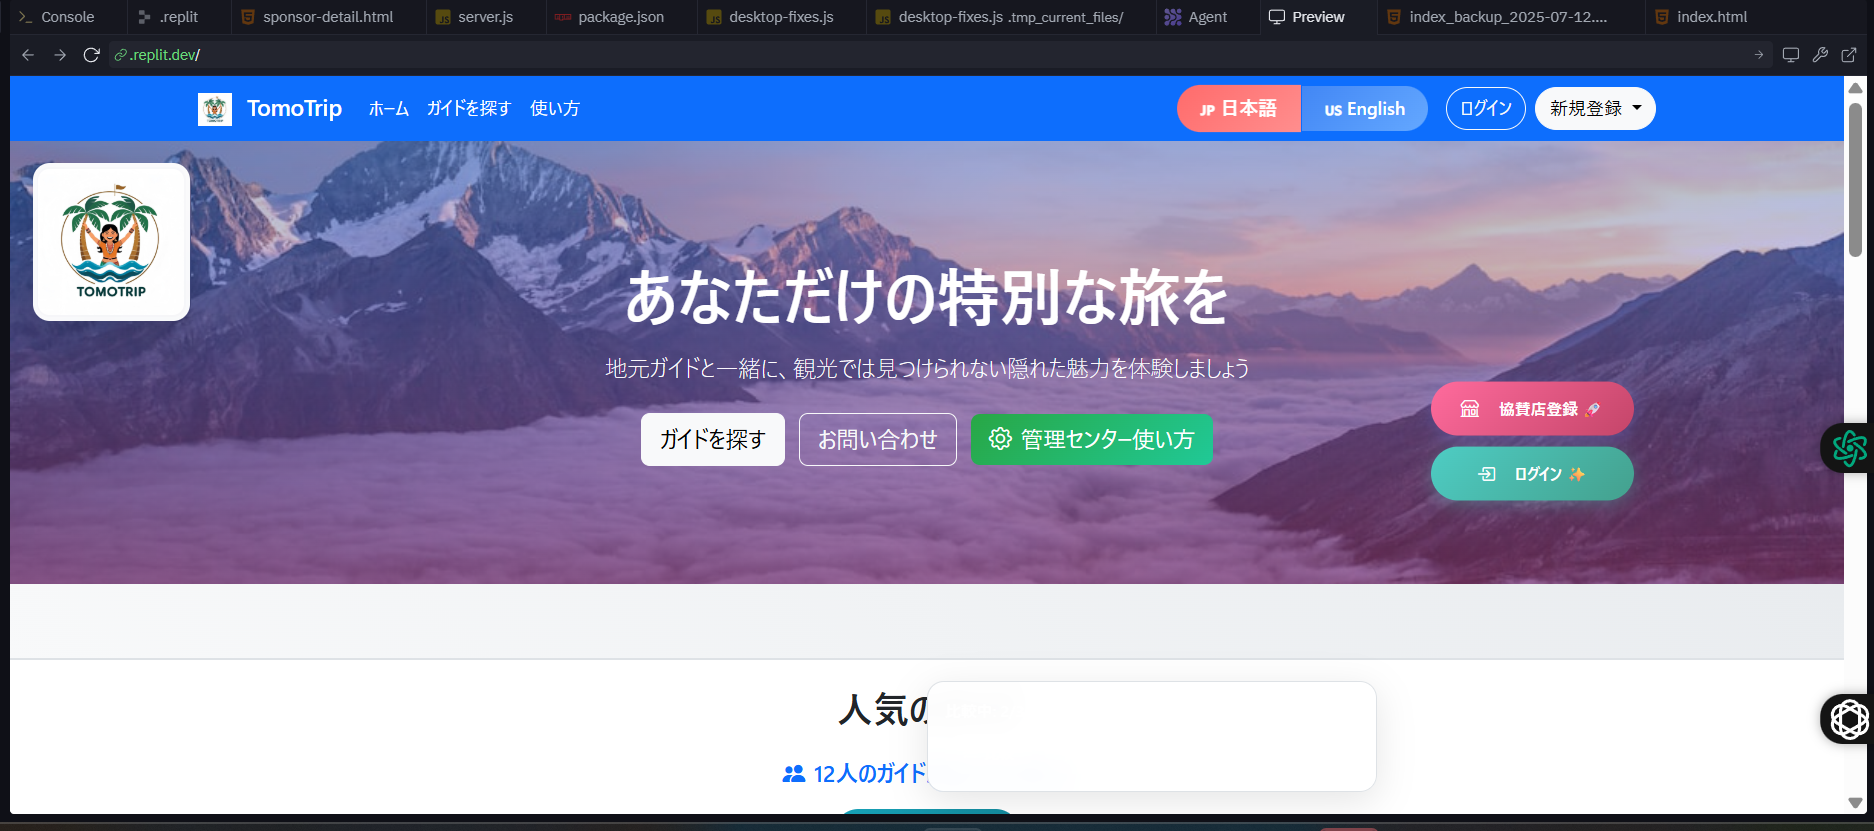 Console
.replit
sponsor-detail.html
server.js
package.json
desktop-fixes.js
desktop-fixes.js .tmp_current_files/
Agent
Preview
index_backup_2025-07-12....
index.html
.replit.dev/
TomoTrip
ホーム
ガイドを探す
使い方
JP 日本語
US English
ログイン
新規登録
TOMOTRIP
あなただけの特別な旅を
地元ガイドと一緒に、観光では見つけられない隠れた魅力を体験しましょう
ガイドを探す
お問い合わせ
管理センター使い方
協賛店登録 🚀
ログイン ✨
人気の
12人のガイド